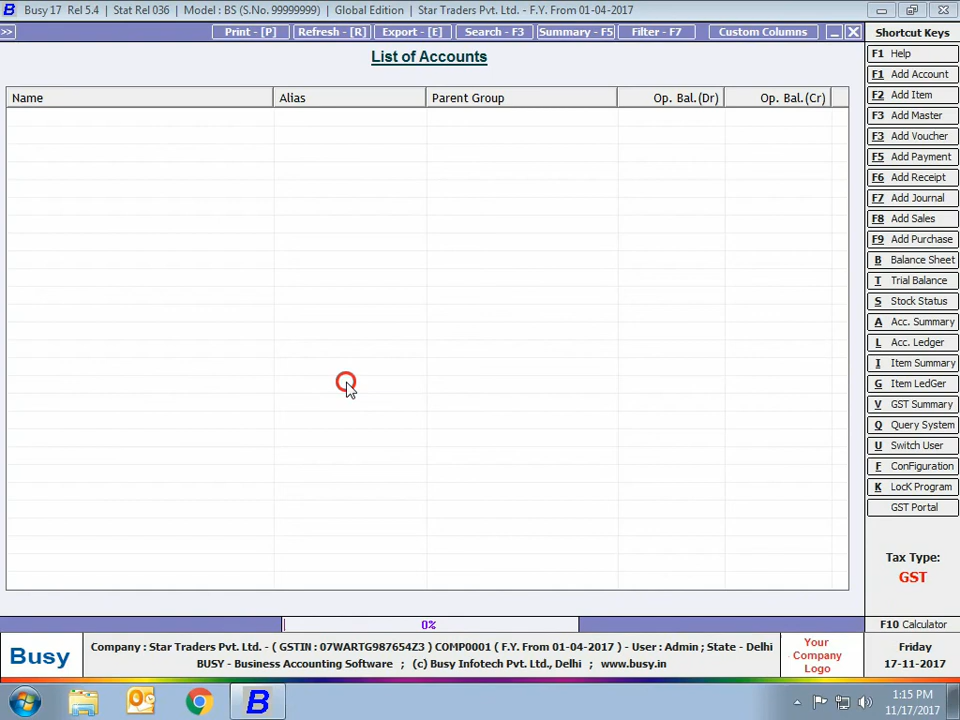 B Busy 17 Rel 5.4 | Stat Rel 036 | Model : BS (S.No. 99999999) | Global Edition | Star Traders Pvt. Ltd. - F.Y. From 01-04-2017
>> Print - [P] Refresh - [R] Export - [E] Search - F3 Summary - F5 Filter - F7 Custom Columns
List of Accounts
Name Alias Parent Group Op. Bal.(Dr) Op. Bal.(Cr)
0%
Shortcut Keys
F1 Help
F1 Add Account
F2 Add Item
F3 Add Master
F3 Add Voucher
F5 Add Payment
F6 Add Receipt
F7 Add Journal
F8 Add Sales
F9 Add Purchase
B Balance Sheet
T Trial Balance
S Stock Status
A Acc. Summary
L Acc. Ledger
I Item Summary
G Item LedGer
V GST Summary
Q Query System
U Switch User
F ConFiguration
K LocK Program
GST Portal
Tax Type:
GST
F10 Calculator
Busy
Company : Star Traders Pvt. Ltd. - ( GSTIN : 07WARTG987654Z3 ) COMP0001 ( F.Y. From 01-04-2017 ) - User : Admin ; State - Delhi
BUSY - Business Accounting Software ; (c) Busy Infotech Pvt. Ltd., Delhi ; www.busy.in
Your
Company
Logo
Friday
17-11-2017
B
1:15 PM
11/17/2017